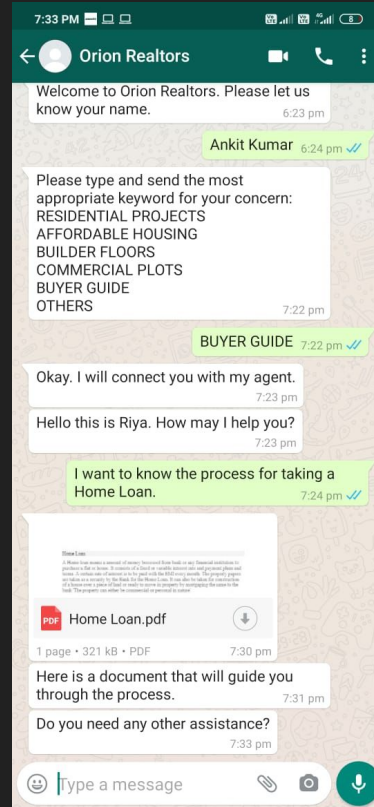 7:33 PM
VoLTE VoLTE 4G 8
Orion Realtors
Welcome to Orion Realtors. Please let us
know your name.
6:23 pm
Ankit Kumar 6:24 pm
Please type and send the most
appropriate keyword for your concern:
RESIDENTIAL PROJECTS
AFFORDABLE HOUSING
BUILDER FLOORS
COMMERCIAL PLOTS
BUYER GUIDE
OTHERS
7:22 pm
BUYER GUIDE 7:22 pm
Okay. I will connect you with my agent.
7:23 pm
Hello this is Riya. How may I help you?
7:23 pm
I want to know the process for taking a
Home Loan.
7:24 pm
Home Loan
PDF Home Loan.pdf
1 page • 321 kB • PDF 7:30 pm
Here is a document that will guide you
through the process.
7:31 pm
Do you need any other assistance?
7:33 pm
Type a message